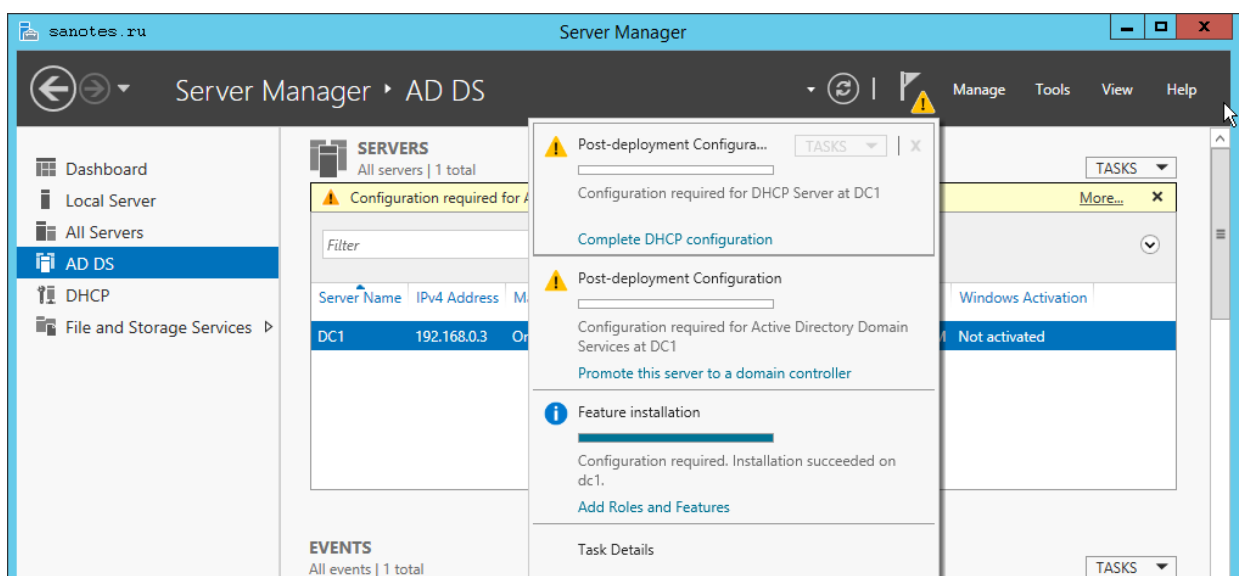 sanotes.ru
Server Manager
Server Manager
AD DS
Manage
Tools
View
Help
Dashboard
Local Server
All Servers
AD DS
DHCP
File and Storage Services
SERVERS
All servers | 1 total
TASKS
Configuration required for
More...
Filter
Server Name
IPv4 Address
Windows Activation
DC1
192.168.0.3
Not activated
EVENTS
All events | 1 total
TASKS
Post-deployment Configura...
TASKS
Configuration required for DHCP Server at DC1
Complete DHCP configuration
Post-deployment Configuration
Configuration required for Active Directory Domain
Services at DC1
Promote this server to a domain controller
Feature installation
Configuration required. Installation succeeded on
dc1.
Add Roles and Features
Task Details